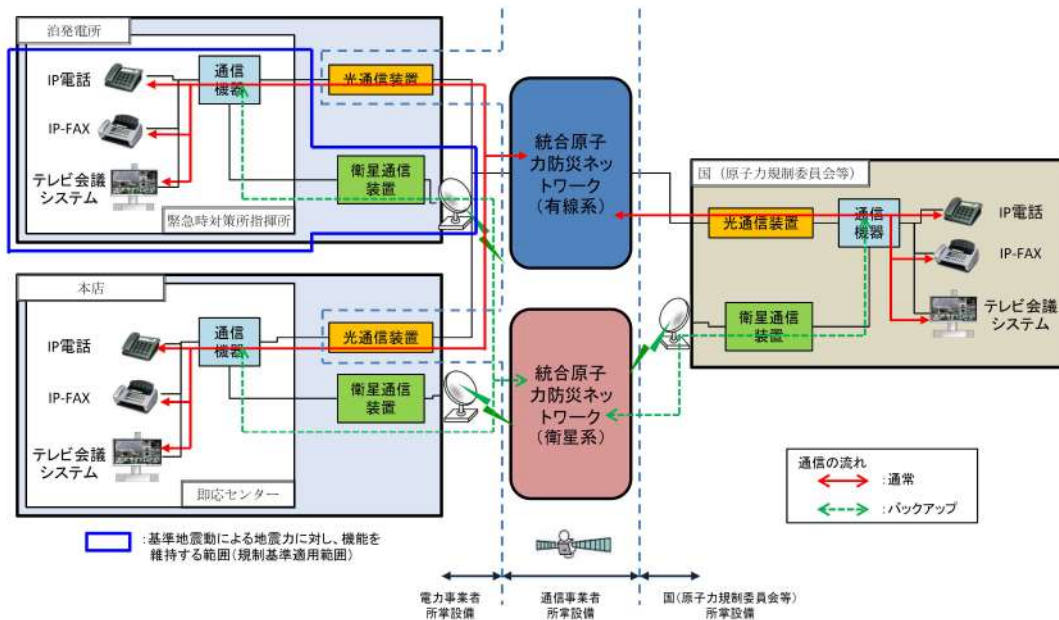 泊発電所
IP電話
IP-FAX
テレビ会議
システム
通信
機器
光通信装置
衛星通信
装置
緊急時対策所指揮所
本店
IP電話
IP-FAX
テレビ会議
システム
通信
機器
光通信装置
衛星通信
装置
即応センター
統合原子
力防災ネッ
トワーク
(有線系)
統合原子
力防災ネッ
トワーク
(衛星系)
国(原子力規制委員会等)
光通信装置
通信
機器
衛星通信
装置
IP電話
IP-FAX
テレビ会議
システム
通信の流れ
:通常
:バックアップ
:基準地震動による地震力に対し、機能を
維持する範囲(規制基準適用範囲)
電力事業者
所掌設備
通信事業者
所掌設備
国(原子力規制委員会等)
所掌設備